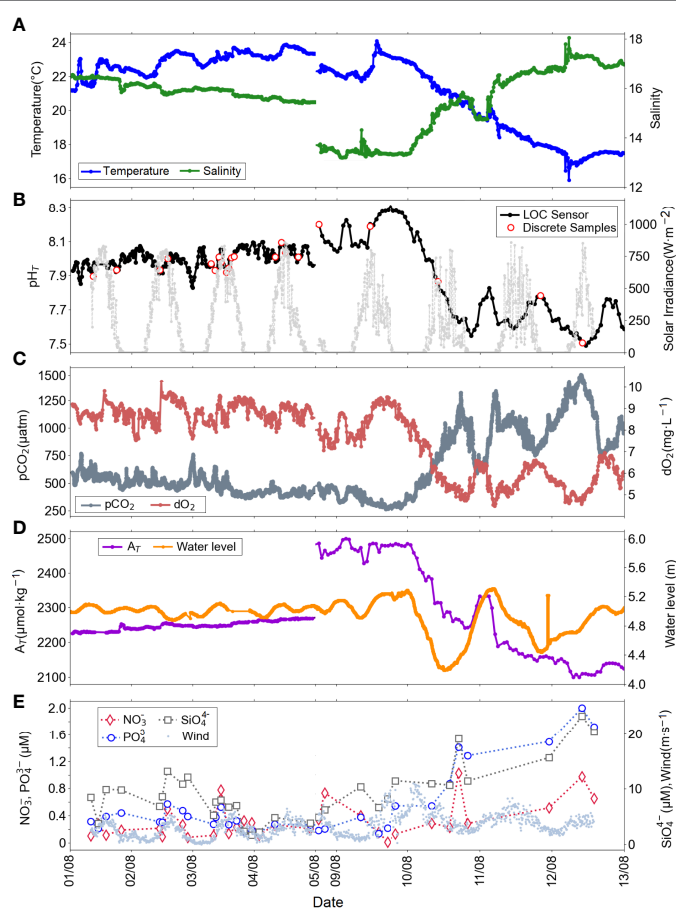 A
Temperature(°C)
24
22
20
18
16
Temperature
Salinity
18
16
14
12
Salinity
B
pH_T
8.3
8.1
7.9
7.7
7.5
LOC Sensor
Discrete Samples
1000
750
500
250
0
Solar Irradiance(W·m−2)
C
pCO₂(μatm)
1500
1250
1000
750
500
250
pCO₂
dO₂
10
9
8
7
6
5
dO₂(mg·L⁻¹)
D
A_T(μmol·kg⁻¹)
2500
2400
2300
2200
2100
A_T
Water level
6.0
5.6
5.2
4.8
4.4
4.0
Water level (m)
E
NO₃⁻, PO₄³⁻ (μM)
2.0
1.6
1.2
0.8
0.4
0
NO₃⁻
SiO₄⁴⁻
PO₄³
Wind
20
10
0
SiO₄⁴⁻ (μM), Wind(m·s⁻¹)
01/08
02/08
03/08
04/08
05/08
09/08
10/08
11/08
12/08
13/08
Date